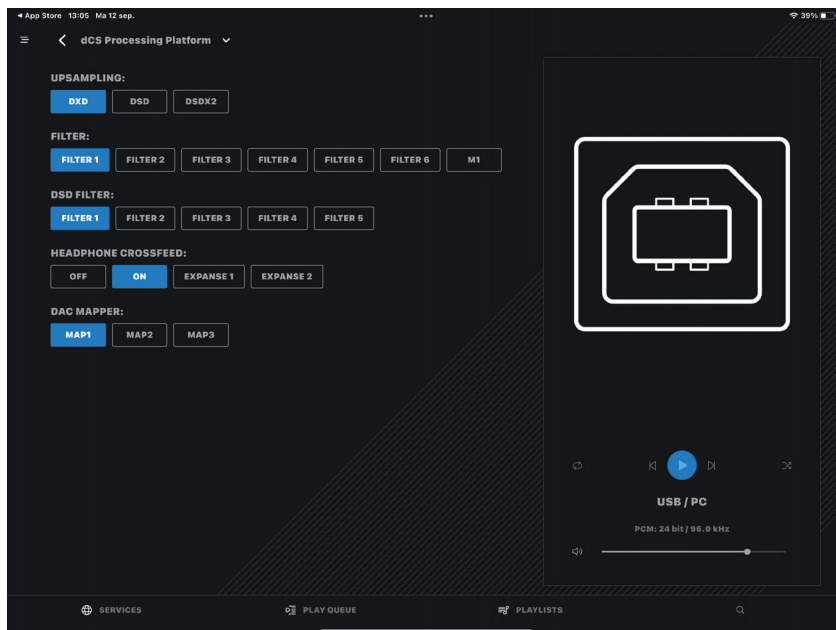 App Store 13:05 Ma 12 sep. 39%
dCS Processing Platform
UPSAMPLING:
DXD DSD DSDX2
FILTER:
FILTER 1 FILTER 2 FILTER 3 FILTER 4 FILTER 5 FILTER 6 M1
DSD FILTER:
FILTER 1 FILTER 2 FILTER 3 FILTER 4 FILTER 5
HEADPHONE CROSSFEED:
OFF ON EXPANSE 1 EXPANSE 2
DAC MAPPER:
MAP1 MAP2 MAP3
USB / PC
PCM: 24 bit / 96.0 kHz
SERVICES PLAY QUEUE PLAYLISTS